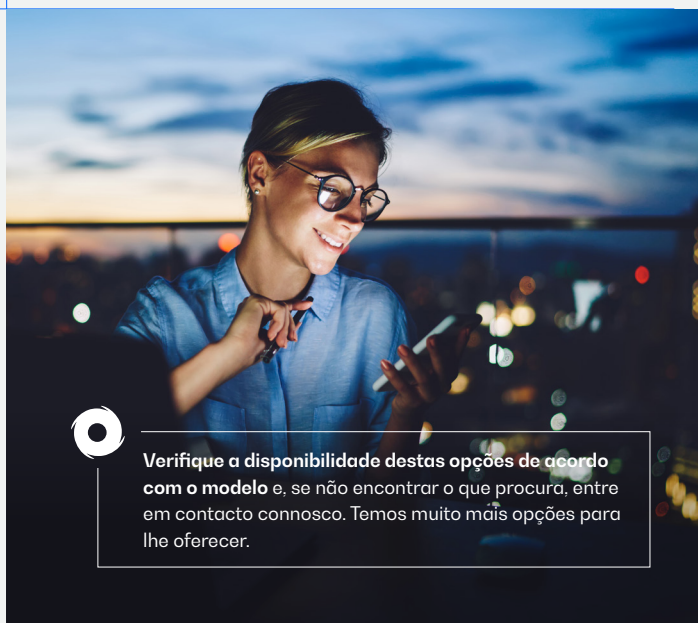 Verifique a disponibilidade destas opções de acordo
com o modelo e, se não encontrar o que procura, entre
em contacto connosco. Temos muito mais opções para
lhe oferecer.